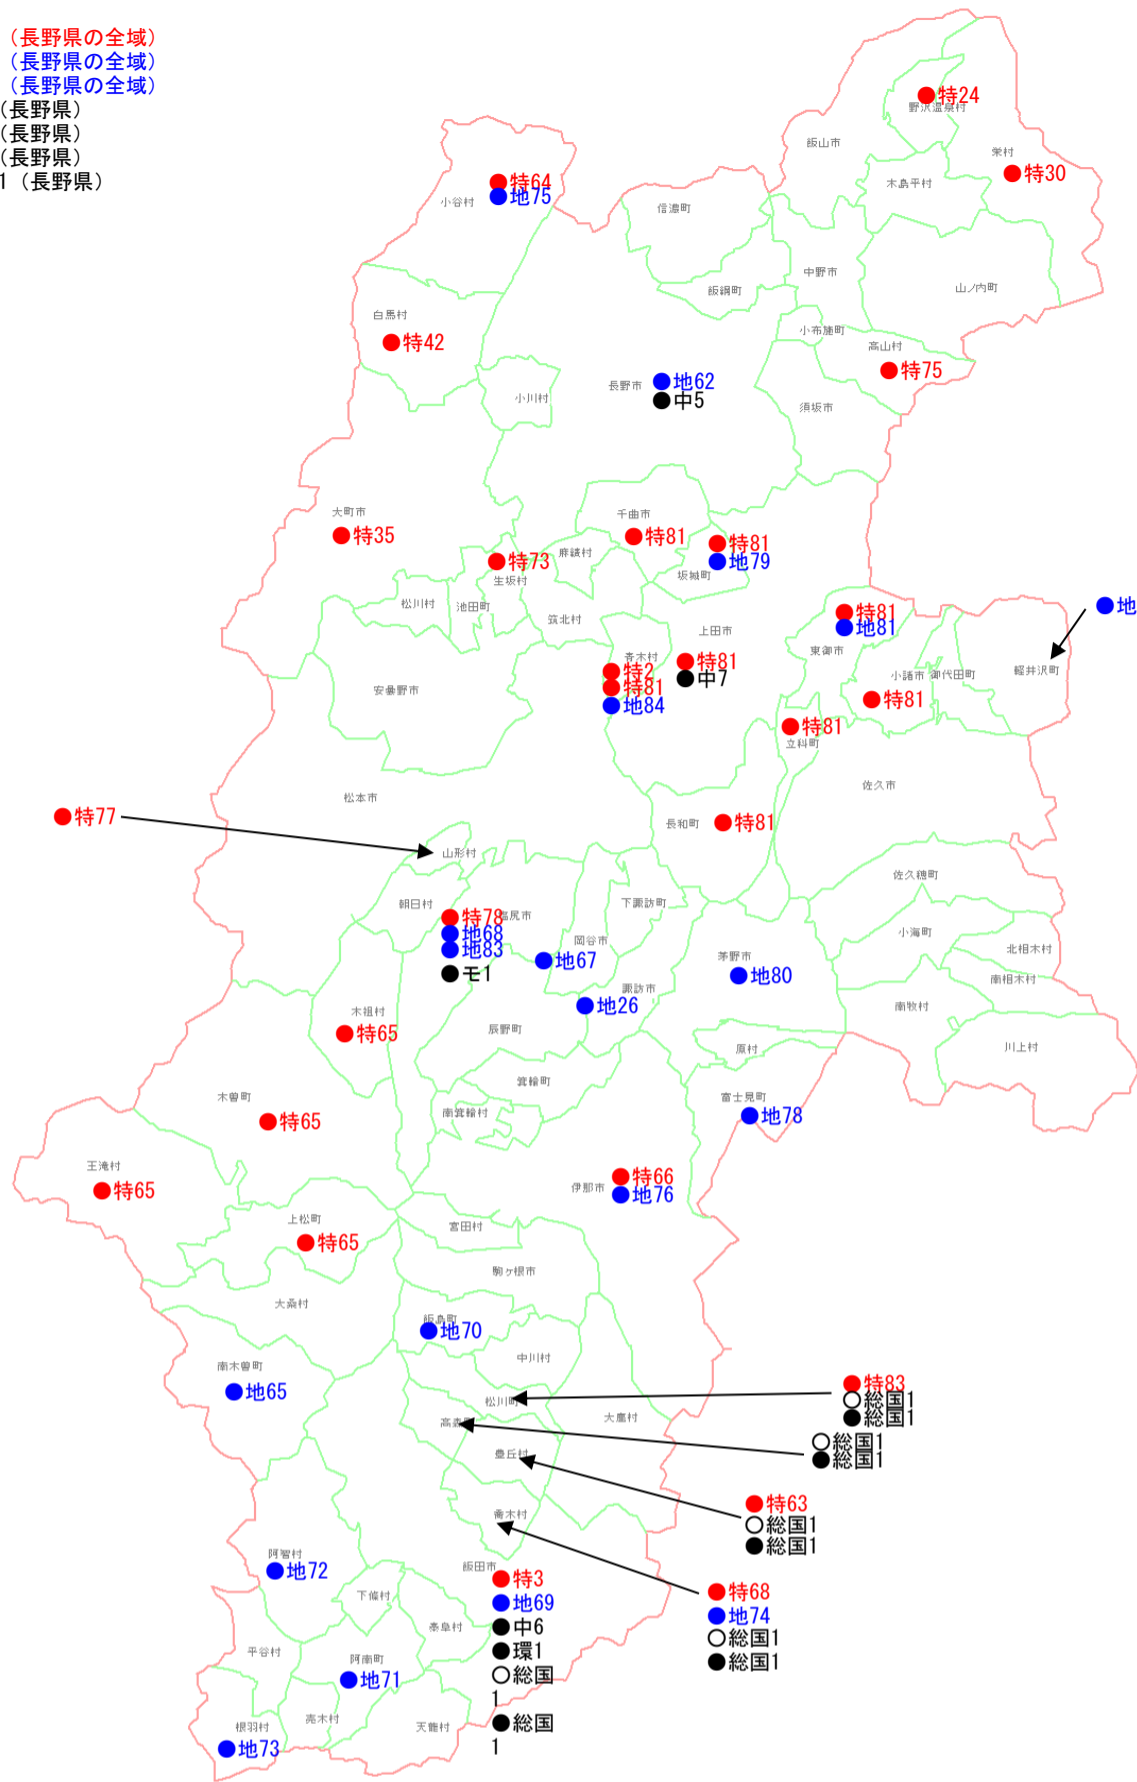 (長野県の全域)
(長野県の全域)
(長野県の全域)
(長野県)
(長野県)
(長野県)
1 (長野県)
特24
野沢温泉村
飯山市
栄村
特30
木島平村
特64
地75
小谷村
信濃町
中野市
山ノ内町
飯綱町
白馬村
特42
小布施町
高山村
特75
長野市
地62
中5
小川村
須坂市
大町市
特35
千曲市
特81
特81
地79
坂城町
麻績村
特73
生坂村
松川村
池田町
筑北村
上田市
特81
中7
青木村
特2
特81
地84
特81
地81
東御市
地
軽井沢町
小諸市
御代田町
特81
安曇野市
特81
立科町
佐久市
松本市
特77
長和町
特81
山形村
佐久穂町
朝日村
特78
地68
地83
モ1
塩尻市
下諏訪町
岡谷市
地67
小海町
北相木村
茅野市
地80
南相木村
諏訪市
地26
南牧村
木祖村
特65
辰野町
川上村
原村
箕輪町
富士見町
地78
木曽町
特65
南箕輪村
王滝村
特65
伊那市
特66
地76
上松町
特65
宮田村
駒ヶ根市
大桑村
飯島町
地70
中川村
南木曽町
地65
特83
総国1
総国1
松川町
大鹿村
高森町
総国1
総国1
豊丘村
特63
総国1
総国1
喬木村
阿智村
地72
飯田市
特3
地69
中6
環1
総国
1
総国
1
特68
地74
総国1
総国1
下條村
泰阜村
平谷村
阿南町
地71
売木村
天龍村
根羽村
地73